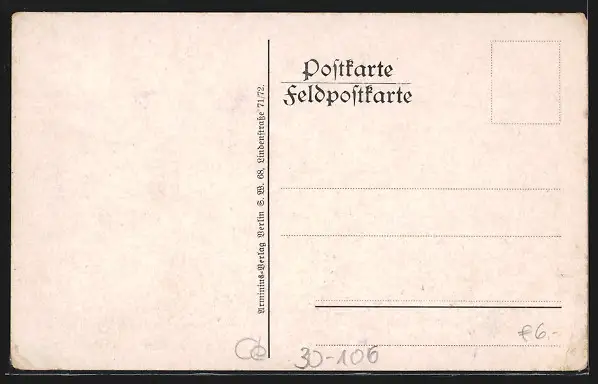 Postkarte
Feldpostkarte
Arminius-Verlag Berlin S. W. 68, Lindenstraße 71/72.
€6.-
30-106